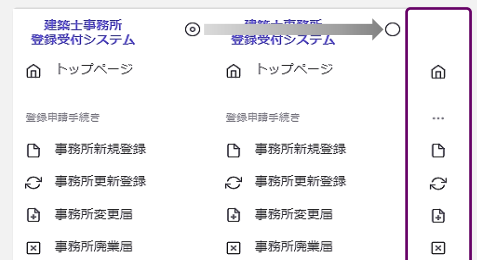 建築士事務所
登録受付システム
トップページ
登録申請手続き
事務所新規登録
事務所更新登録
事務所変更届
事務所廃業届
建築士事務所
登録受付システム
トップページ
登録申請手続き
事務所新規登録
事務所更新登録
事務所変更届
事務所廃業届
…